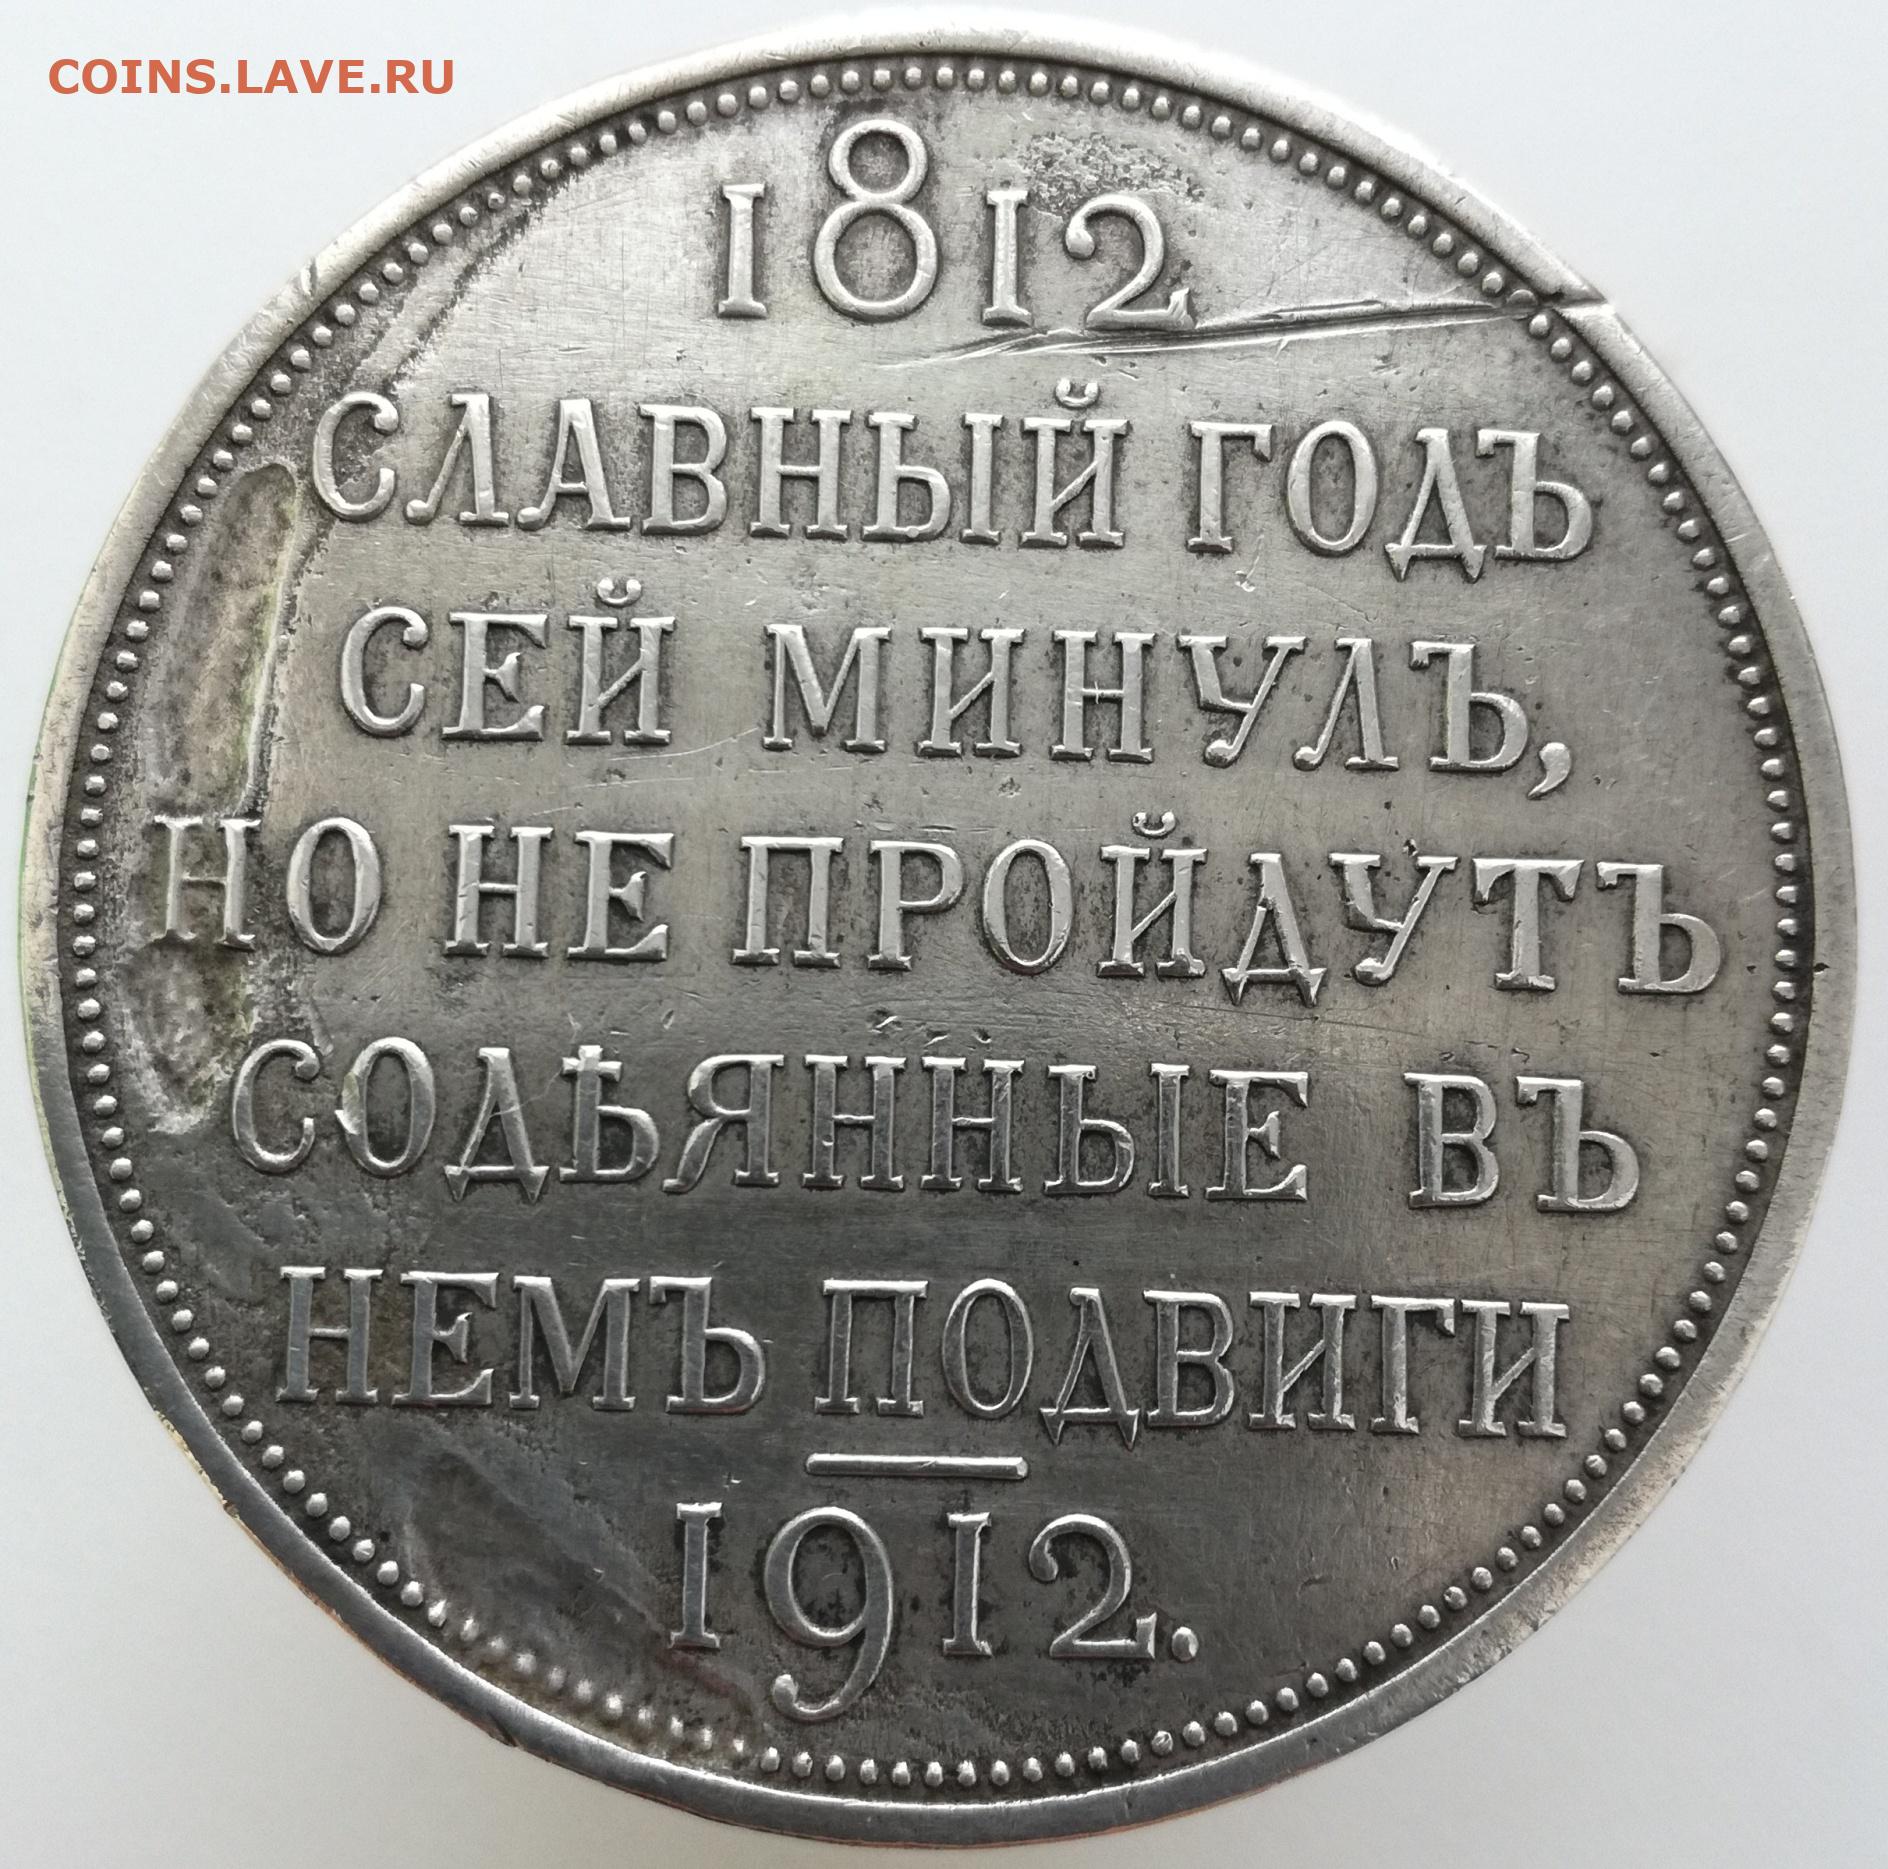 COINS.LAVE.RU
1812
СЛАВНЫЙ ГОДЪ
СЕЙ МИНУЛЪ,
НО НЕ ПРОЙДУТЪ
СОДѢЯННЫЕ ВЪ
НЕМЪ ПОДВИГИ
1912.